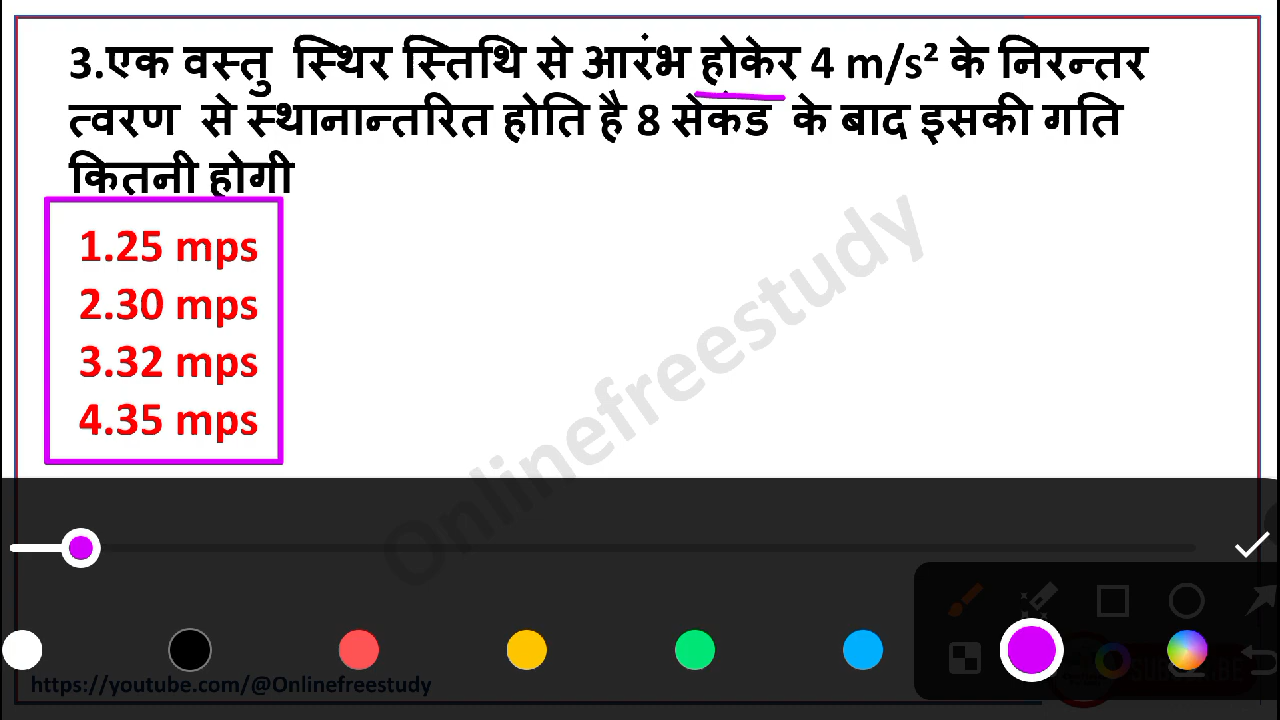 3.एक वस्तु स्थिर स्तिथि से आरंभ होकेर 4 m/s² के निरन्तर
त्वरण से स्थानान्तरित होति है 8 सेकंड के बाद इसकी गति
कितनी होगी
1.25 mps
2.30 mps
3.32 mps
4.35 mps
Onlinefreestudy
https://youtube.com/@Onlinefreestudy